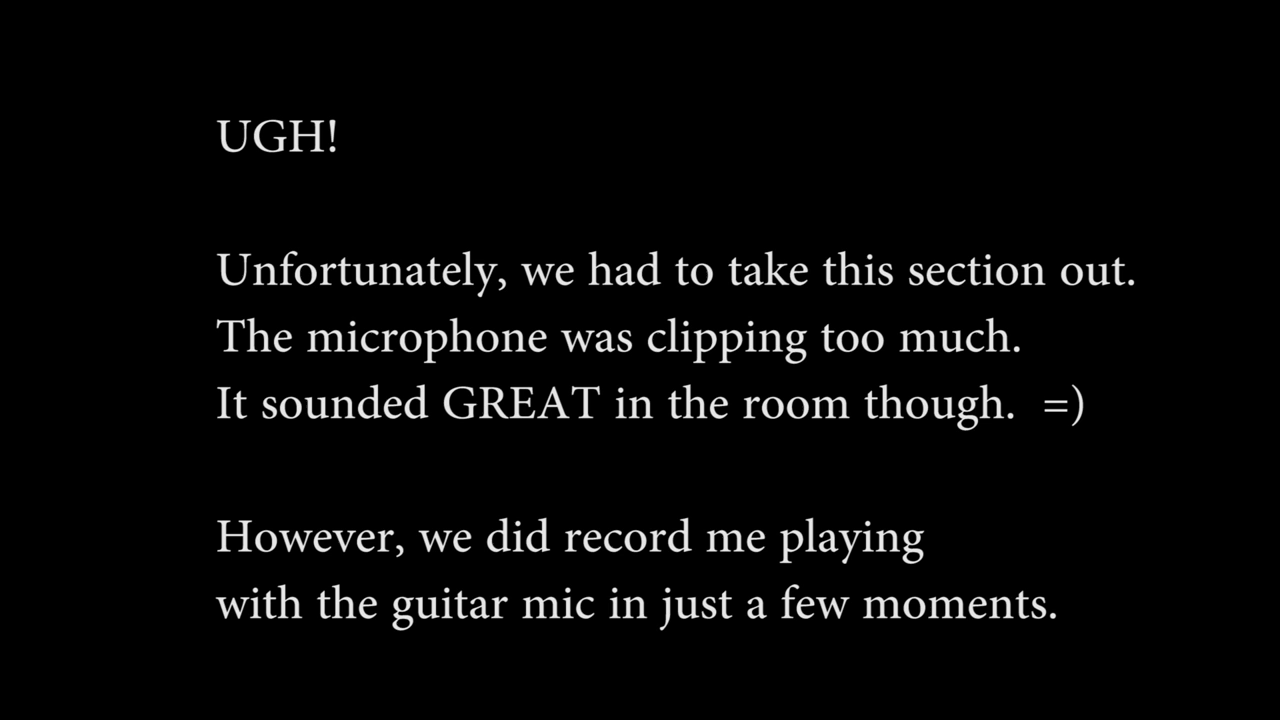 UGH!
Unfortunately, we had to take this section out.
The microphone was clipping too much.
It sounded GREAT in the room though.  =)
However, we did record me playing
with the guitar mic in just a few moments.